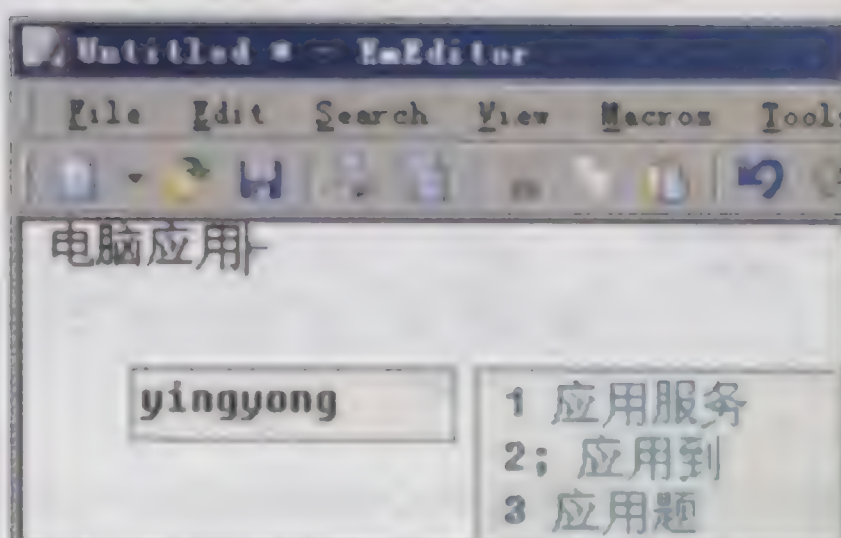 Untitled * - EmEditor
File Edit Search View Macros Tools
电脑应用
yingyong
1 应用服务
2; 应用到
3 应用题